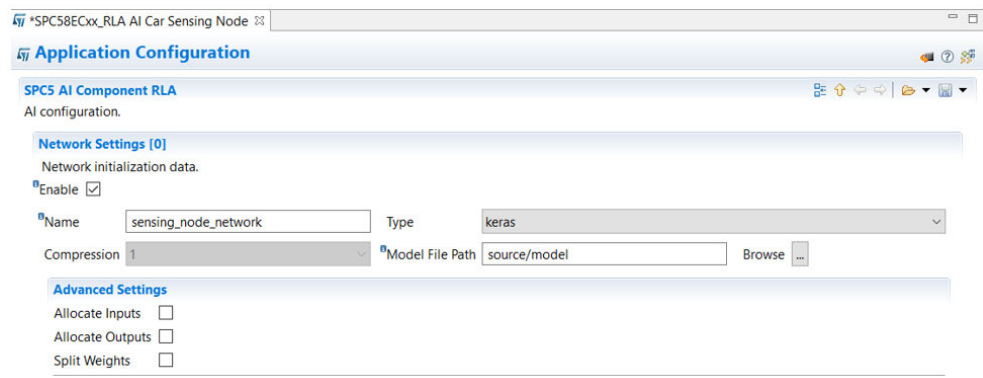 *SPC58ECxx_RLA AI Car Sensing Node
Application Configuration
SPC5 AI Component RLA
AI configuration.
Network Settings [0]
Network initialization data.
Enable
Name sensing_node_network Type keras
Compression 1 Model File Path source/model Browse ...
Advanced Settings
Allocate Inputs
Allocate Outputs
Split Weights